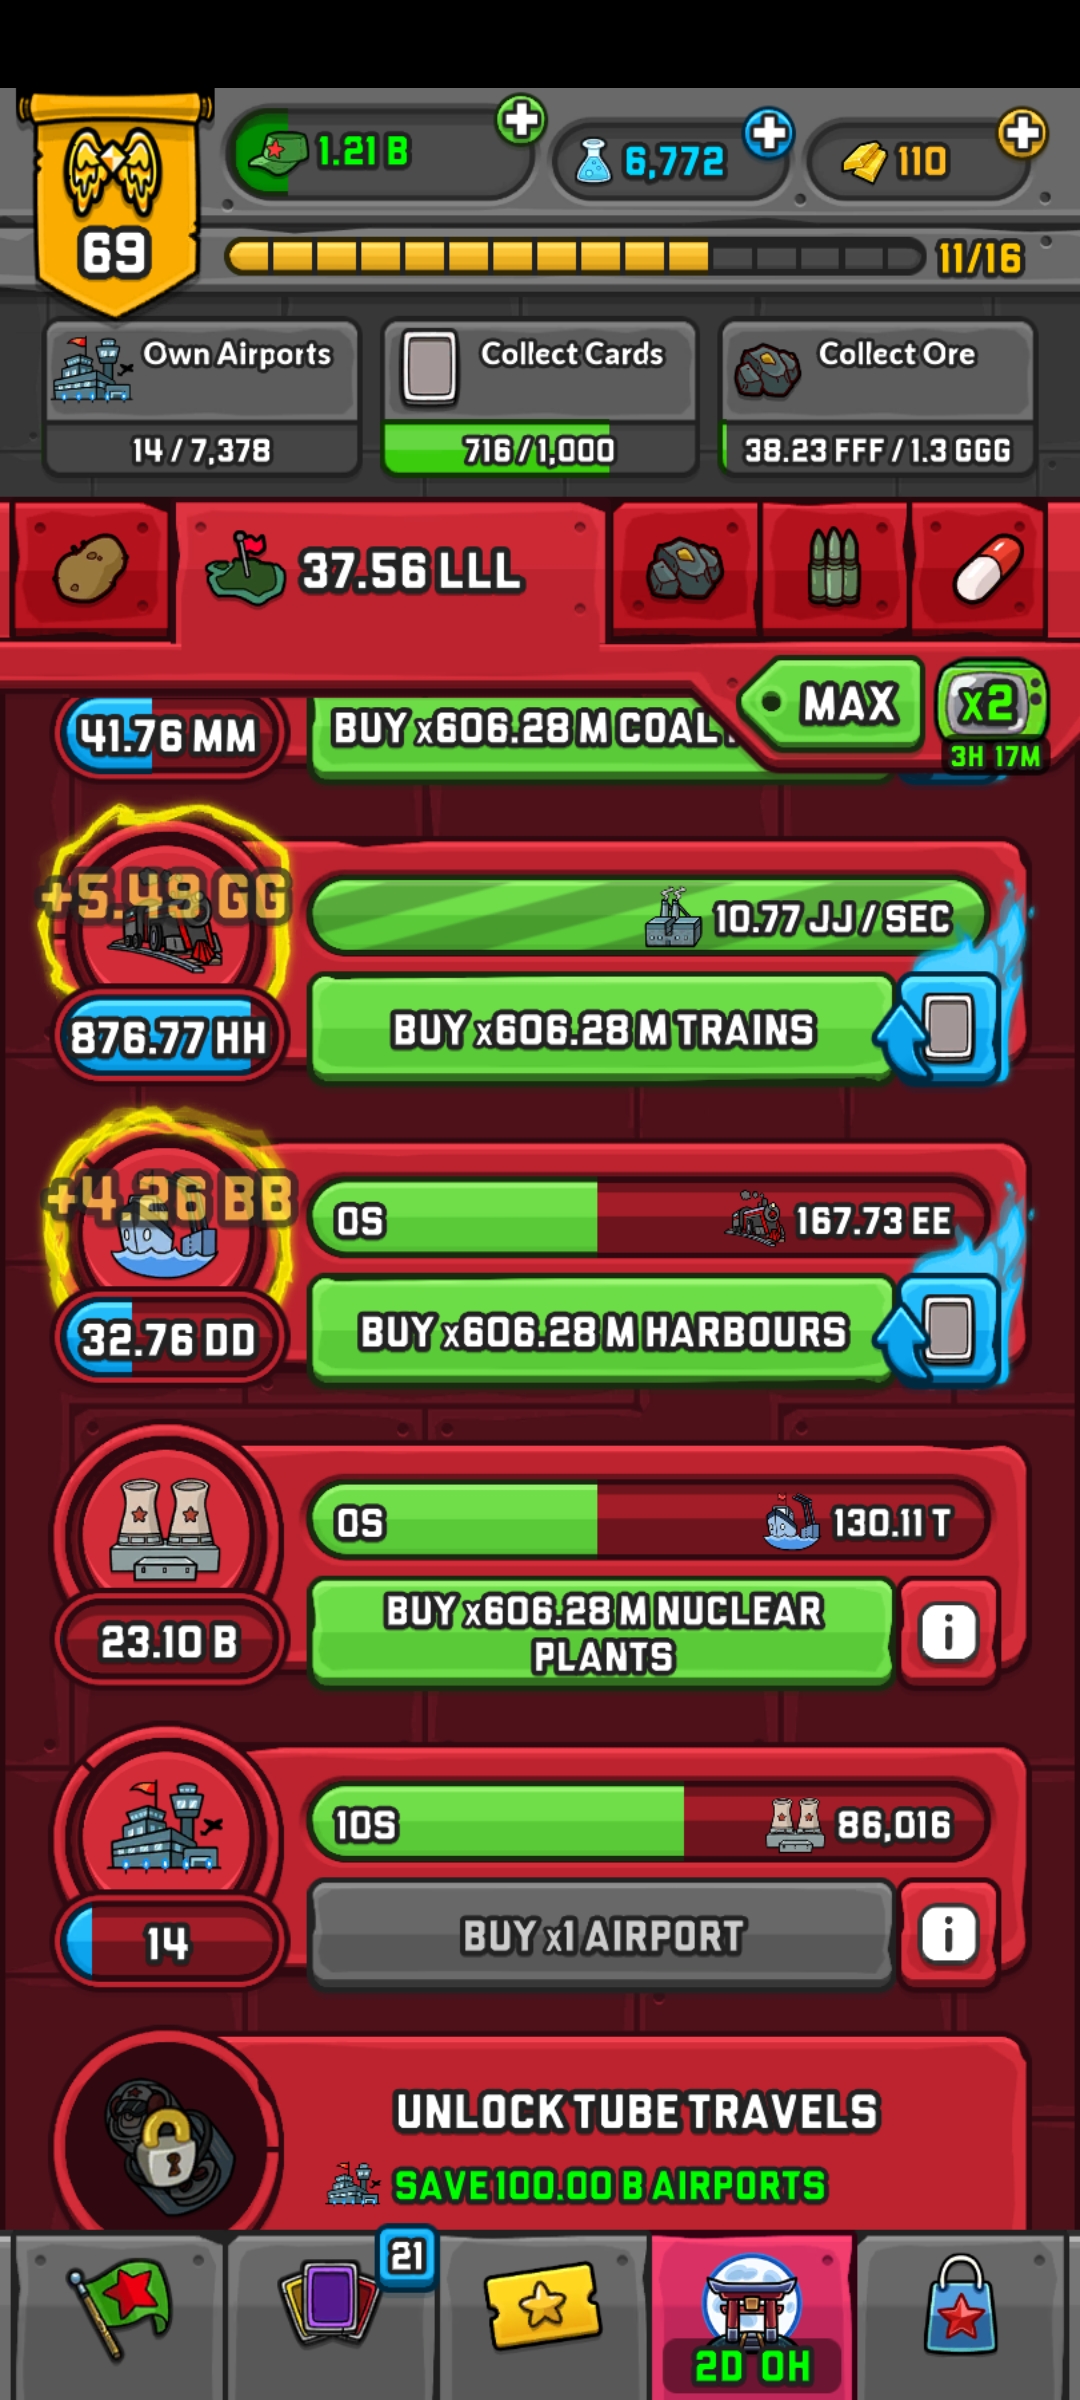 69
1.21 B
6,772
110
11/16
Own Airports
14 / 7,378
Collect Cards
716 / 1,000
Collect Ore
38.23 FFF / 1.3 GGG
37.56 LLL
MAX
x2
3H 17M
41.76 MM
BUY x606.28 M COAL
+5.49 GG
10.77 JJ / SEC
876.77 HH
BUY x606.28 M TRAINS
+4.26 BB
0S
167.73 EE
32.76 DD
BUY x606.28 M HARBOURS
0S
130.11 T
23.10 B
BUY x606.28 M NUCLEAR
PLANTS
i
10S
86,016
14
BUY x1 AIRPORT
i
UNLOCK TUBE TRAVELS
SAVE 100.00 B AIRPORTS
21
2D 0H